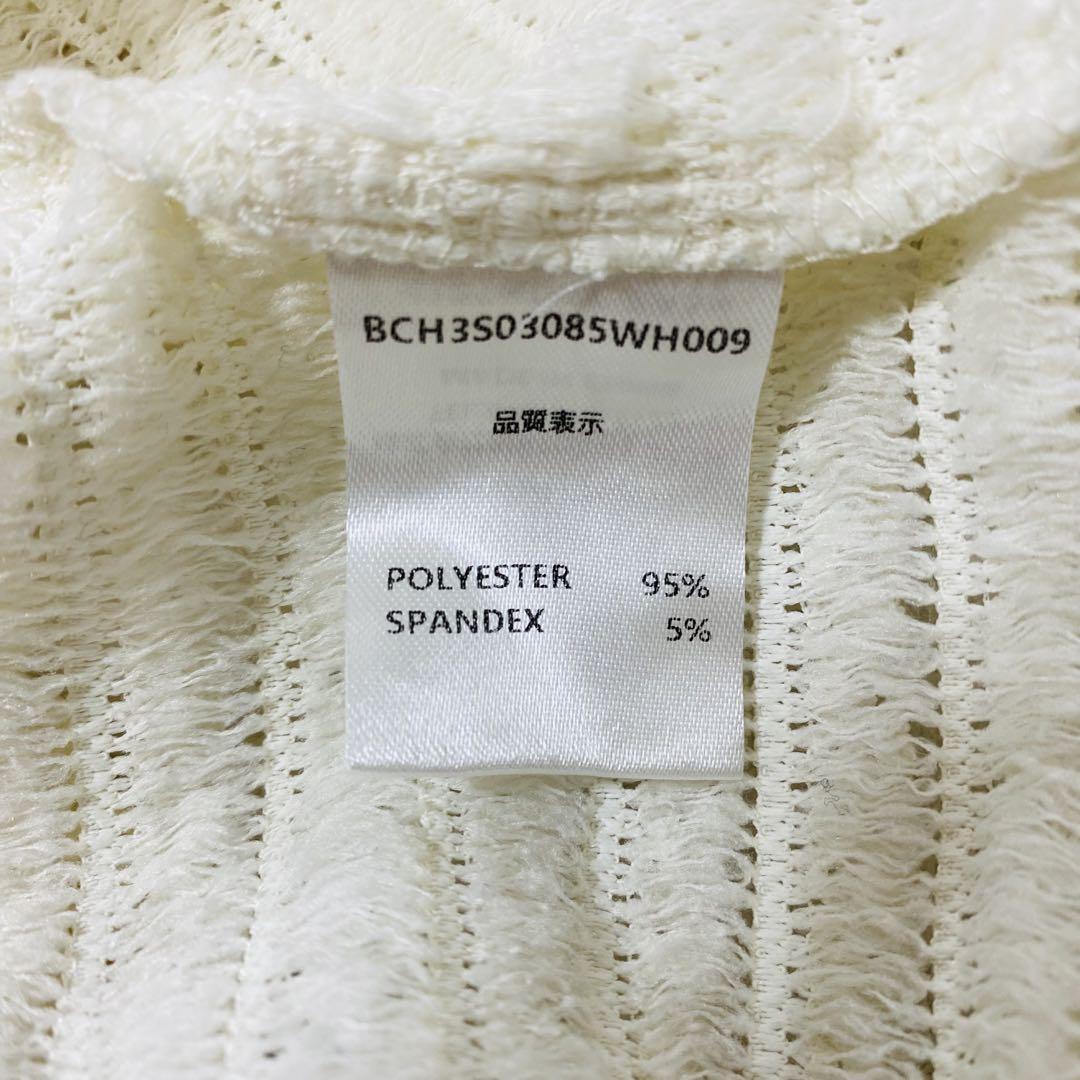 BCH3S03085WH009
品質表示
POLYESTER 95%
SPANDEX 5%